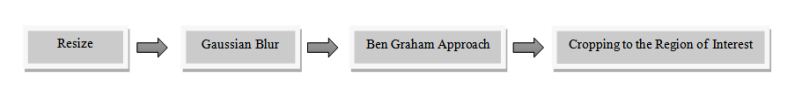 Resize
Gaussian Blur
Ben Graham Approach
Cropping to the Region of Interest